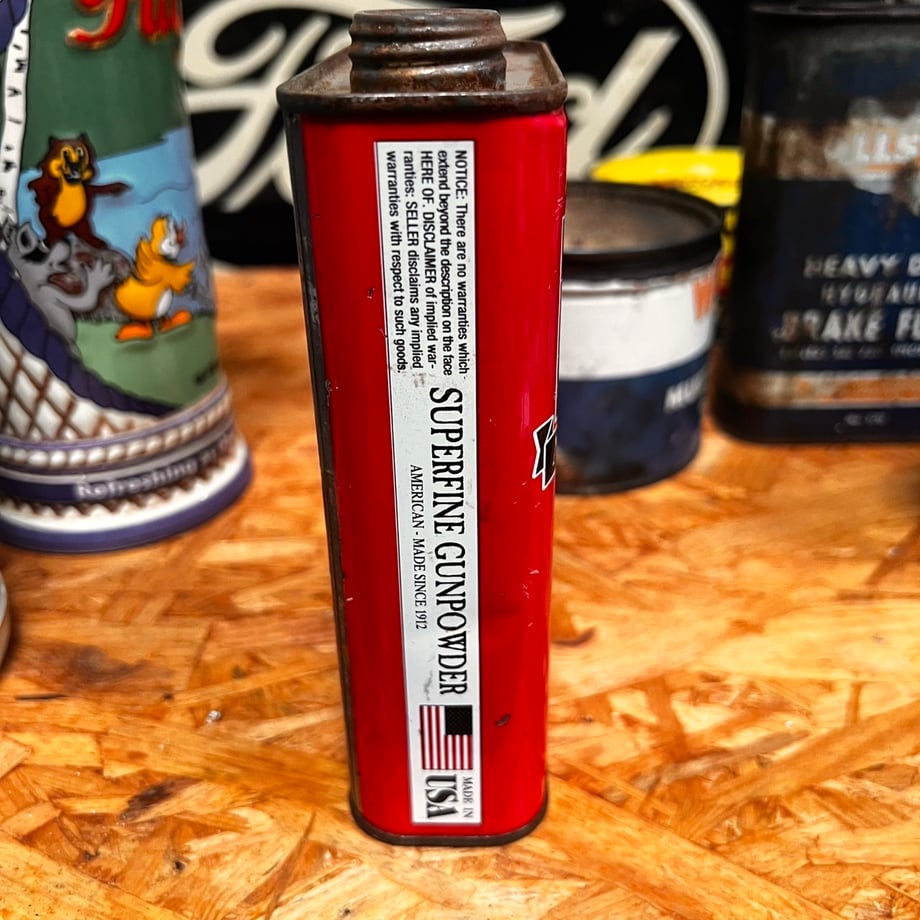 Ford
NOTICE: There are no warranties which
extend beyond the description on the face
HERE OF. DISCLAIMER of implied war-
ranties: SELLER disclaims any implied
warranties with respect to such goods.
SUPERFINE GUNPOWDER
AMERICAN - MADE SINCE 1912
MADE IN
USA
Refreshing
HEAVY
BRAKE